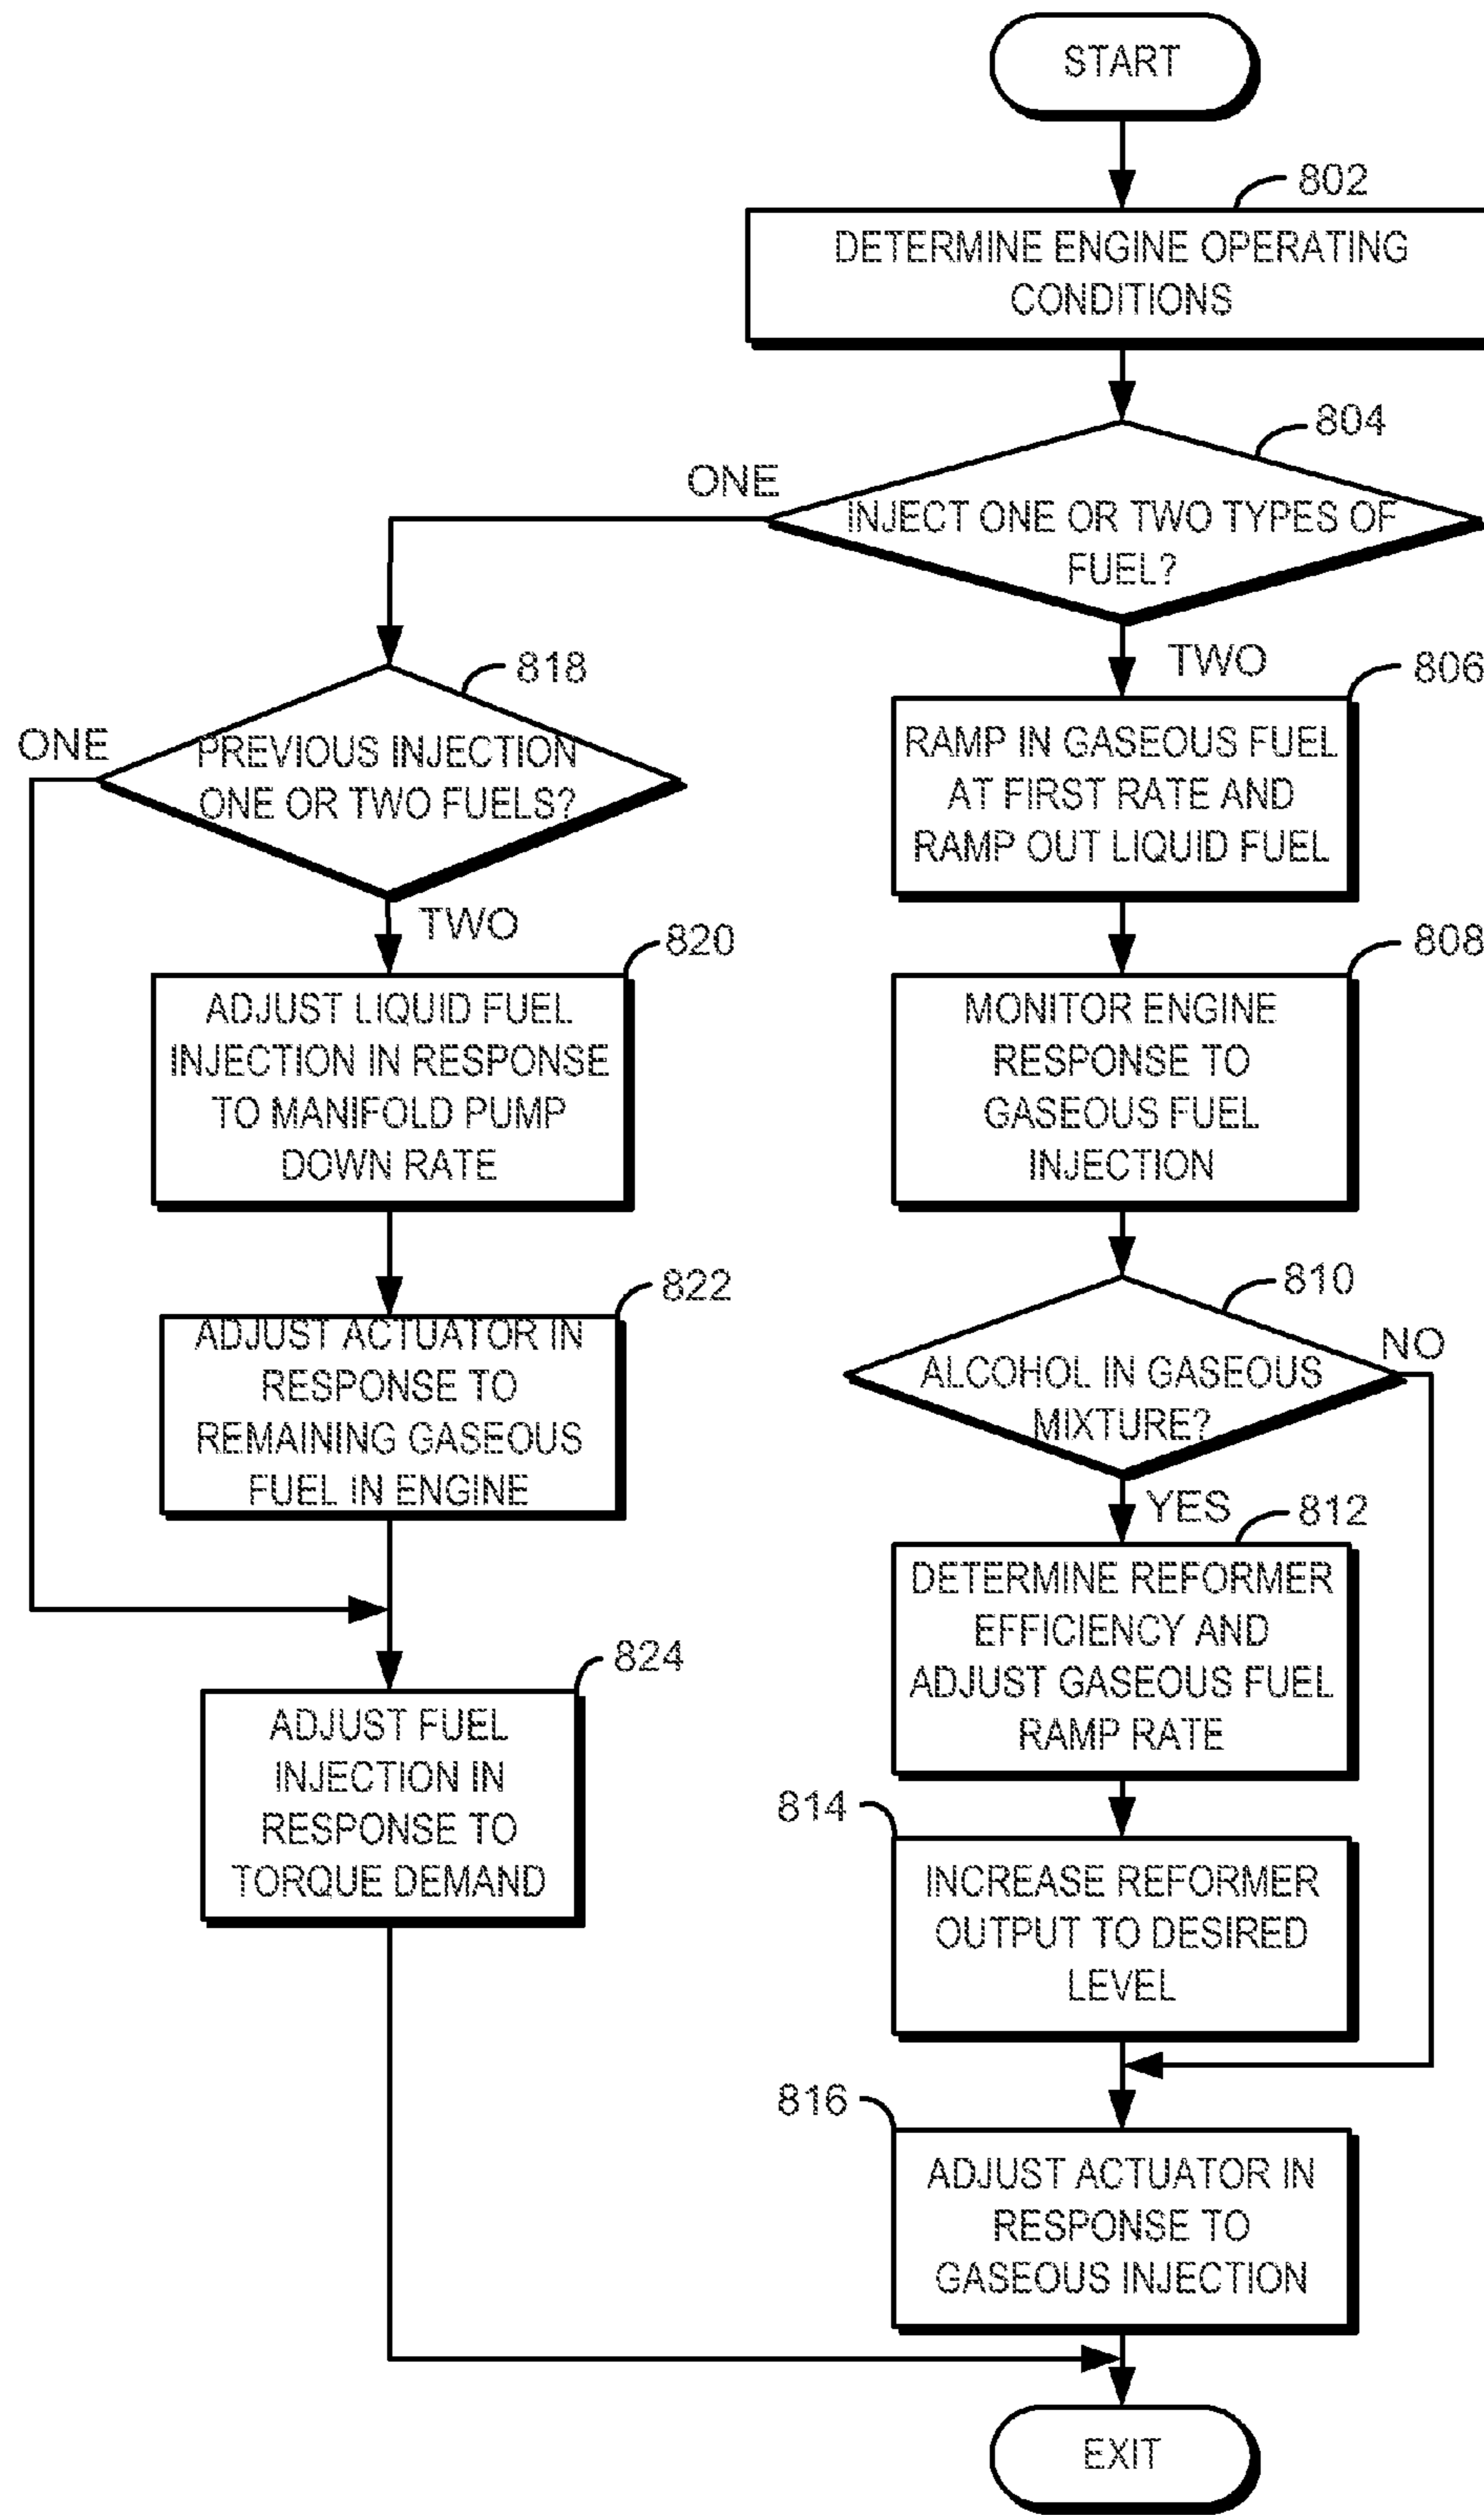 START
802
DETERMINE ENGINE OPERATING
CONDITIONS
804
ONE
INJECT ONE OR TWO TYPES OF
FUEL?
TWO
818
ONE
PREVIOUS INJECTION
ONE OR TWO FUELS?
TWO
806
RAMP IN GASEOUS FUEL
AT FIRST RATE AND
RAMP OUT LIQUID FUEL
820
ADJUST LIQUID FUEL
INJECTION IN RESPONSE
TO MANIFOLD PUMP
DOWN RATE
808
MONITOR ENGINE
RESPONSE TO
GASEOUS FUEL
INJECTION
822
ADJUST ACTUATOR IN
RESPONSE TO
REMAINING GASEOUS
FUEL IN ENGINE
810
NO
ALCOHOL IN GASEOUS
MIXTURE?
YES
812
DETERMINE REFORMER
EFFICIENCY AND
ADJUST GASEOUS FUEL
RAMP RATE
824
ADJUST FUEL
INJECTION IN
RESPONSE TO
TORQUE DEMAND
814
INCREASE REFORMER
OUTPUT TO DESIRED
LEVEL
816
ADJUST ACTUATOR IN
RESPONSE TO
GASEOUS INJECTION
EXIT